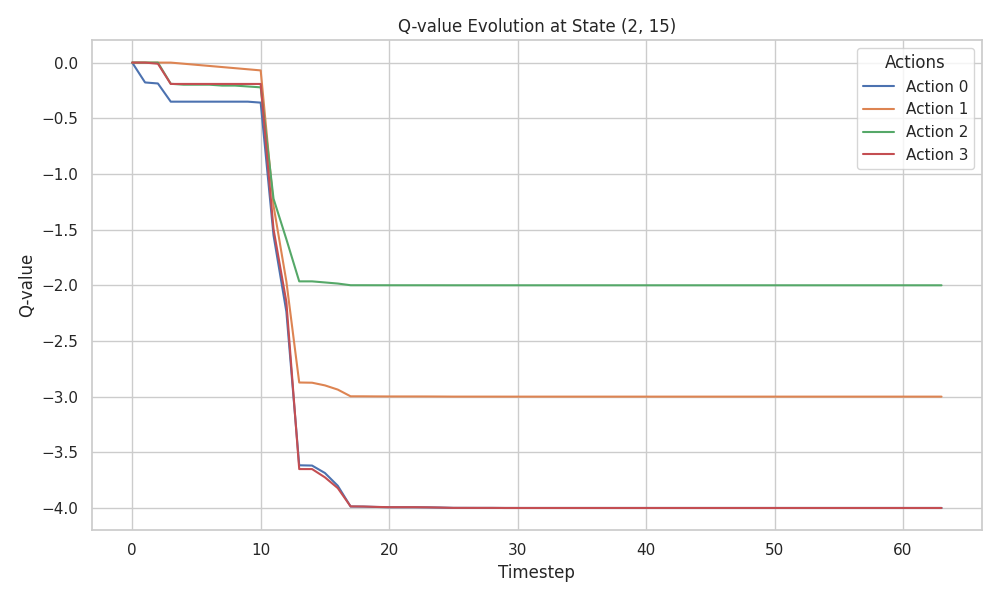 Q-value Evolution at State (2, 15)
Q-value
0.0
−0.5
−1.0
−1.5
−2.0
−2.5
−3.0
−3.5
−4.0
Actions
Action 0
Action 1
Action 2
Action 3
0
10
20
30
40
50
60
Timestep